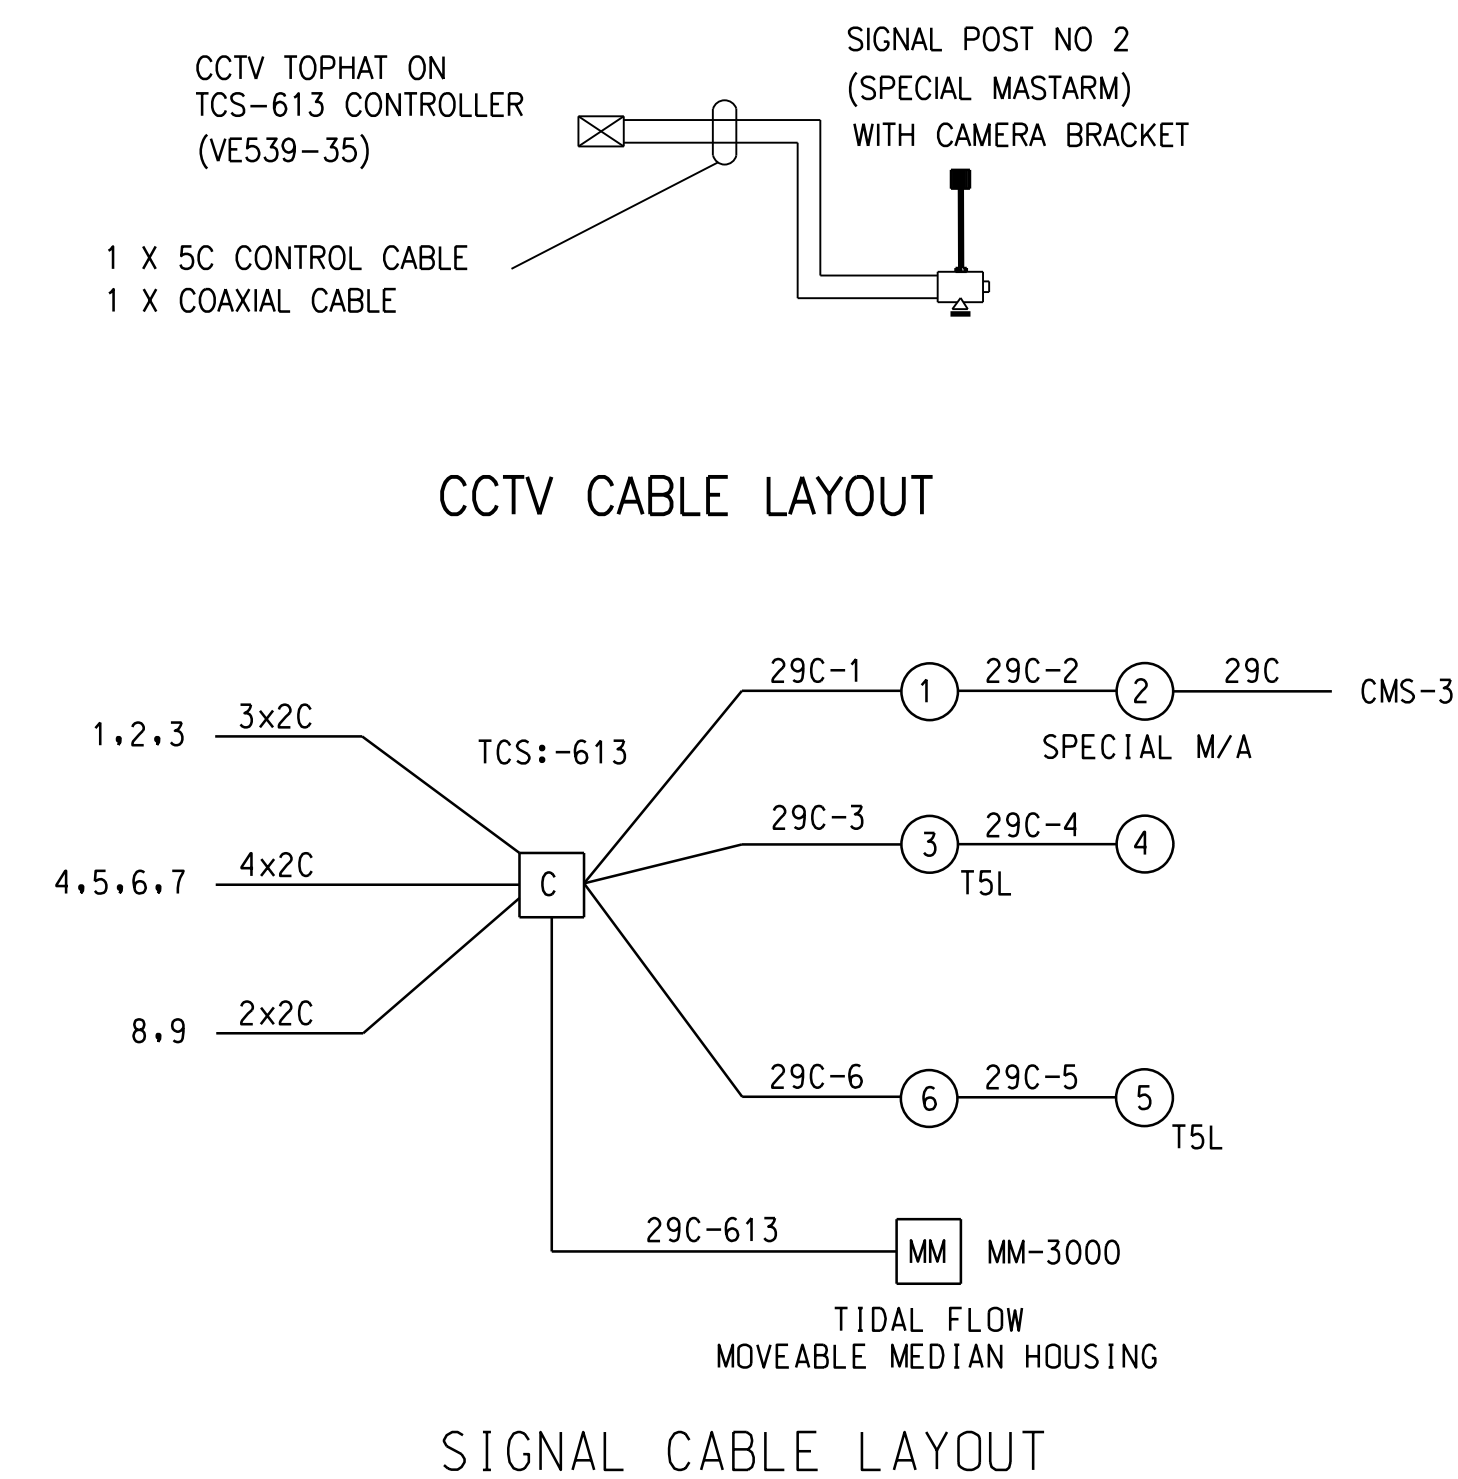 SIGNAL POST NO 2
(SPECIAL MASTARM)
WITH CAMERA BRACKET
CCTV TOPHAT ON
TCS-613 CONTROLLER
(VE539-35)
1 X 5C CONTROL CABLE
1 X COAXIAL CABLE
CCTV CABLE LAYOUT
29C-1
1
29C-2
2
29C
CMS-3
SPECIAL M/A
1,2,3
3x2C
TCS:-613
29C-3
3
29C-4
4
T5L
4,5,6,7
4x2C
C
8,9
2x2C
29C-6
6
29C-5
5
T5L
29C-613
MM
MM-3000
TIDAL FLOW
MOVEABLE MEDIAN HOUSING
SIGNAL CABLE LAYOUT